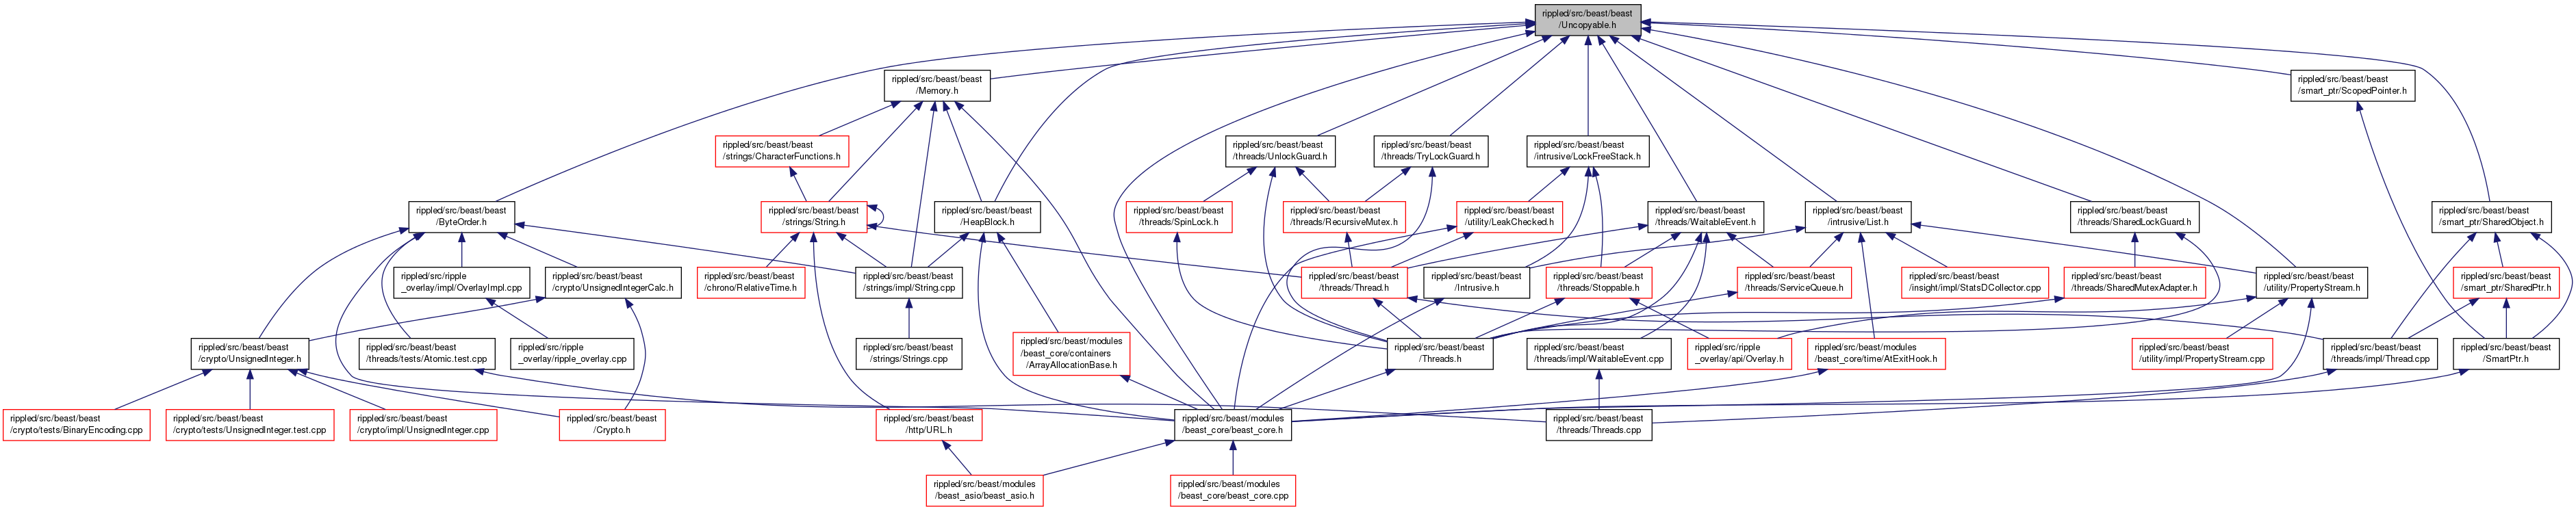 rippled/src/beast/beast
/Uncopyable.h
rippled/src/beast/beast
/Memory.h
rippled/src/beast/beast
/smart_ptr/ScopedPointer.h
rippled/src/beast/beast
/strings/CharacterFunctions.h
rippled/src/beast/beast
/threads/UnlockGuard.h
rippled/src/beast/beast
/threads/TryLockGuard.h
rippled/src/beast/beast
/intrusive/LockFreeStack.h
rippled/src/beast/beast
/ByteOrder.h
rippled/src/beast/beast
/strings/String.h
rippled/src/beast/beast
/HeapBlock.h
rippled/src/beast/beast
/threads/SpinLock.h
rippled/src/beast/beast
/threads/RecursiveMutex.h
rippled/src/beast/beast
/utility/LeakChecked.h
rippled/src/beast/beast
/threads/WaitableEvent.h
rippled/src/beast/beast
/intrusive/List.h
rippled/src/beast/beast
/threads/SharedLockGuard.h
rippled/src/beast/beast
/smart_ptr/SharedObject.h
rippled/src/ripple
_overlay/impl/OverlayImpl.cpp
rippled/src/beast/beast
/crypto/UnsignedIntegerCalc.h
rippled/src/beast/beast
/chrono/RelativeTime.h
rippled/src/beast/beast
/strings/impl/String.cpp
rippled/src/beast/beast
/threads/Thread.h
rippled/src/beast/beast
/Intrusive.h
rippled/src/beast/beast
/threads/Stoppable.h
rippled/src/beast/beast
/threads/ServiceQueue.h
rippled/src/beast/beast
/insight/impl/StatsDCollector.cpp
rippled/src/beast/beast
/threads/SharedMutexAdapter.h
rippled/src/beast/beast
/utility/PropertyStream.h
rippled/src/beast/beast
/smart_ptr/SharedPtr.h
rippled/src/beast/beast
/crypto/UnsignedInteger.h
rippled/src/beast/beast
/threads/tests/Atomic.test.cpp
rippled/src/ripple
_overlay/ripple_overlay.cpp
rippled/src/beast/beast
/strings/Strings.cpp
rippled/src/beast/modules
/beast_core/containers
/ArrayAllocationBase.h
rippled/src/beast/beast
/Threads.h
rippled/src/beast/beast
/threads/impl/WaitableEvent.cpp
rippled/src/ripple
_overlay/api/Overlay.h
rippled/src/beast/modules
/beast_core/time/AtExitHook.h
rippled/src/beast/beast
/utility/impl/PropertyStream.cpp
rippled/src/beast/beast
/threads/impl/Thread.cpp
rippled/src/beast/beast
/SmartPtr.h
rippled/src/beast/beast
/crypto/tests/BinaryEncoding.cpp
rippled/src/beast/beast
/crypto/tests/UnsignedInteger.test.cpp
rippled/src/beast/beast
/crypto/impl/UnsignedInteger.cpp
rippled/src/beast/beast
/Crypto.h
rippled/src/beast/beast
/http/URL.h
rippled/src/beast/modules
/beast_core/beast_core.h
rippled/src/beast/beast
/threads/Threads.cpp
rippled/src/beast/modules
/beast_asio/beast_asio.h
rippled/src/beast/modules
/beast_core/beast_core.cpp